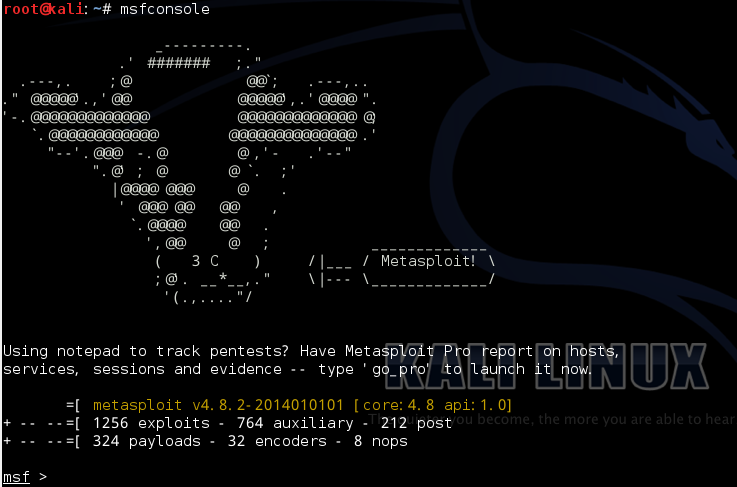 root@kali:~# msfconsole
                   _---------.
               .' #######   ;."
  .---,.    ;@             @@`;   .---,..
." @@@@@'.,'@@            @@@@@',.'@@@@ ".
'-.@@@@@@@@@@@@@          @@@@@@@@@@@@@ @;
   `.@@@@@@@@@@@@        @@@@@@@@@@@@@@ .'
     "--'.@@@  -.@        @ ,'-   .'--"
          ".@' ; @       @ `.  ;'
            |@@@@ @@@     @    .
             ' @@@ @@   @@    ,
              `.@@@@    @@   .
                ',@@     @   ;           _____________
                 (   3 C    )     /|___ / Metasploit! \
                 ;@'. __*__,."    \|--- \_____________/
                  '(.,...."/
Using notepad to track pentests? Have Metasploit Pro report on hosts,
services, sessions and evidence -- type 'go_pro' to launch it now.
       =[ metasploit v4.8.2-2014010101 [core:4.8 api:1.0]
+ -- --=[ 1256 exploits - 764 auxiliary - 212 post
+ -- --=[ 324 payloads - 32 encoders - 8 nops
msf >
KALI LINUX
you become, the more you are able to hear